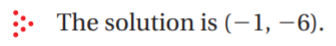 The solution is (−1, −6).